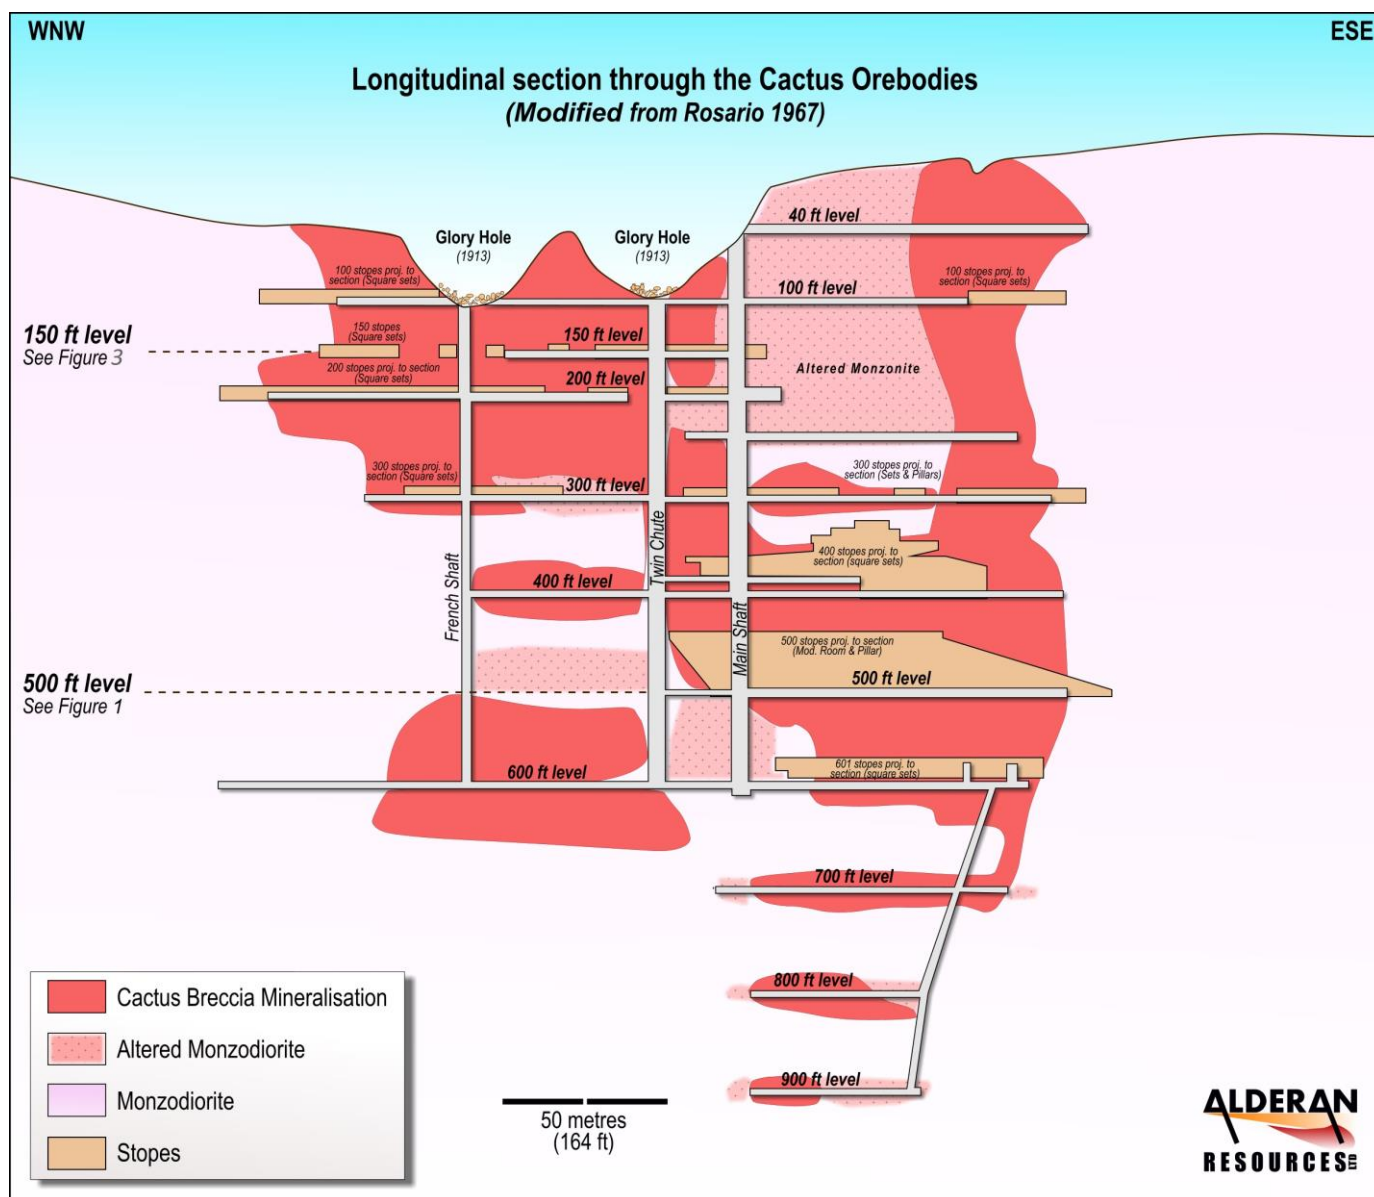 WNW
ESE
Longitudinal section through the Cactus Orebodies
(Modified from Rosario 1967)
40 ft level
Glory Hole
(1913)
Glory Hole
(1913)
100 stopes proj. to
section (Square sets)
100 ft level
100 stopes proj. to
section (Square sets)
150 ft level
See Figure 3
150 stopes
(Square sets)
150 ft level
200 stopes proj. to section
(Square sets)
200 ft level
Altered Monzonite
300 stopes proj. to
section (Square sets)
300 ft level
300 stopes proj. to
section (Sets & Pillars)
French Shaft
Twin Chute
Main Shaft
400 stopes proj. to
section (square sets)
400 ft level
500 stopes proj. to section
(Mod. Room & Pillar)
500 ft level
See Figure 1
500 ft level
600 ft level
601 stopes proj. to
section (square sets)
700 ft level
800 ft level
900 ft level
Cactus Breccia Mineralisation
Altered Monzodiorite
Monzodiorite
Stopes
50 metres
(164 ft)
ALDERAN
RESOURCES LTD